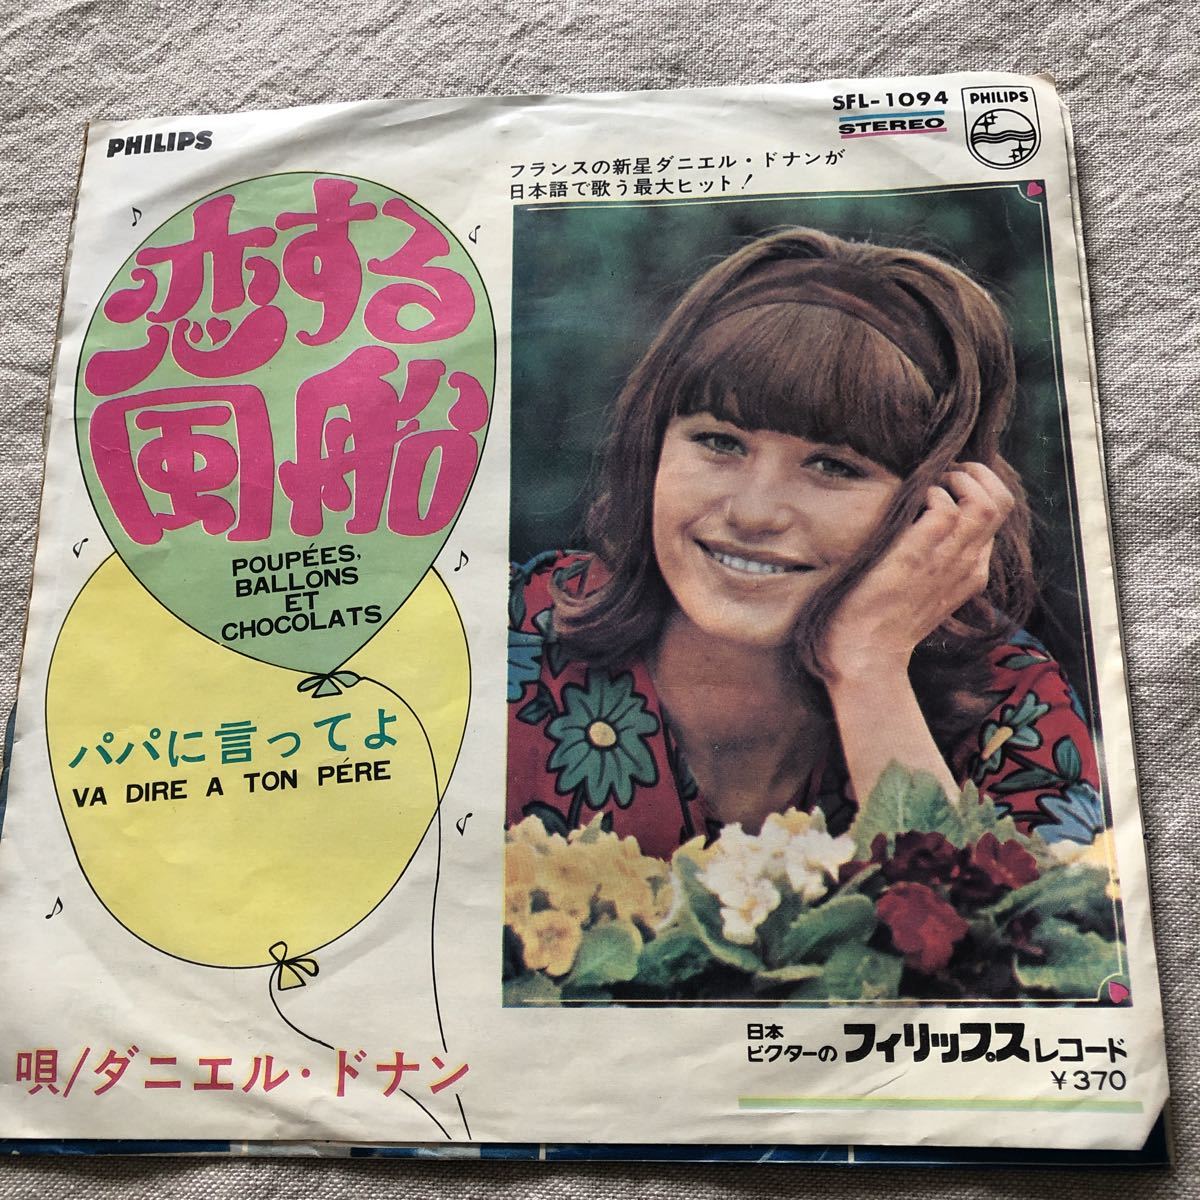 PHILIPS
SFL-1094
STEREO
PHILIPS
フランスの新星ダニエル・ドナンが
日本語で歌う最大ヒット!
恋する
風船
POUPÉES,
BALLONS
ET
CHOCOLATS
パパに言ってよ
VA DIRE A TON PÉRE
唄/ダニエル・ドナン
日本
ビクターの フィリップス レコード
¥370